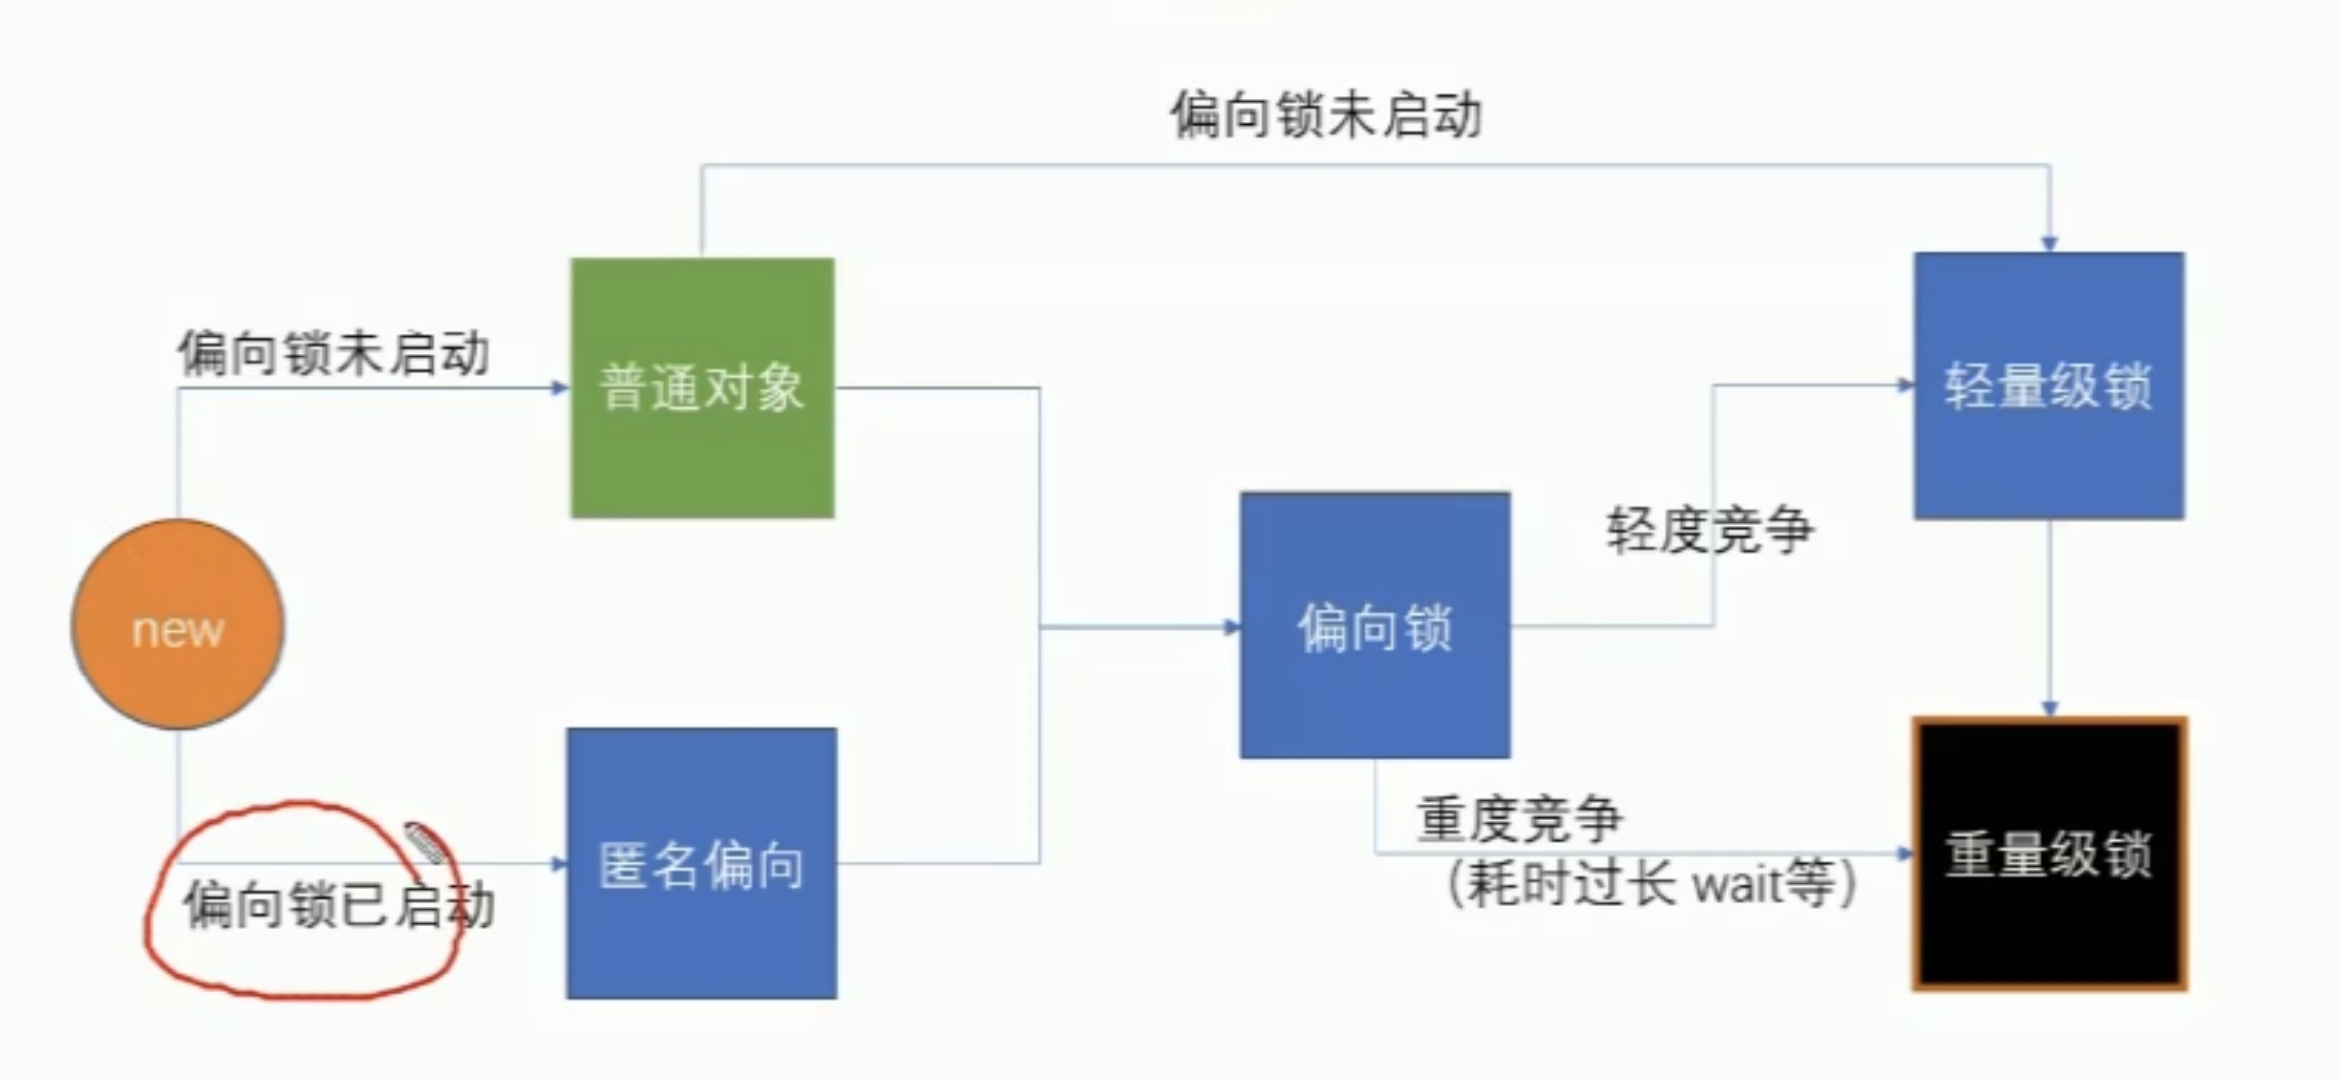 偏向锁未启动
偏向锁未启动
普通对象
轻量级锁
轻度竞争
new
偏向锁
重度竞争
(耗时过长 wait等)
匿名偏向
重量级锁
偏向锁已启动